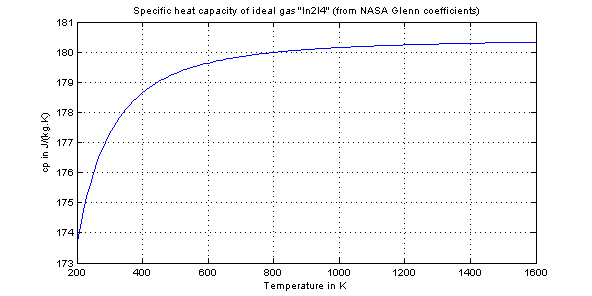 Specific heat capacity of ideal gas "In2I4" (from NASA Glenn coefficients)
181
180
179
178
177
176
175
174
173
cp in J/(kg.K)
200 400 600 800 1000 1200 1400 1600
Temperature in K